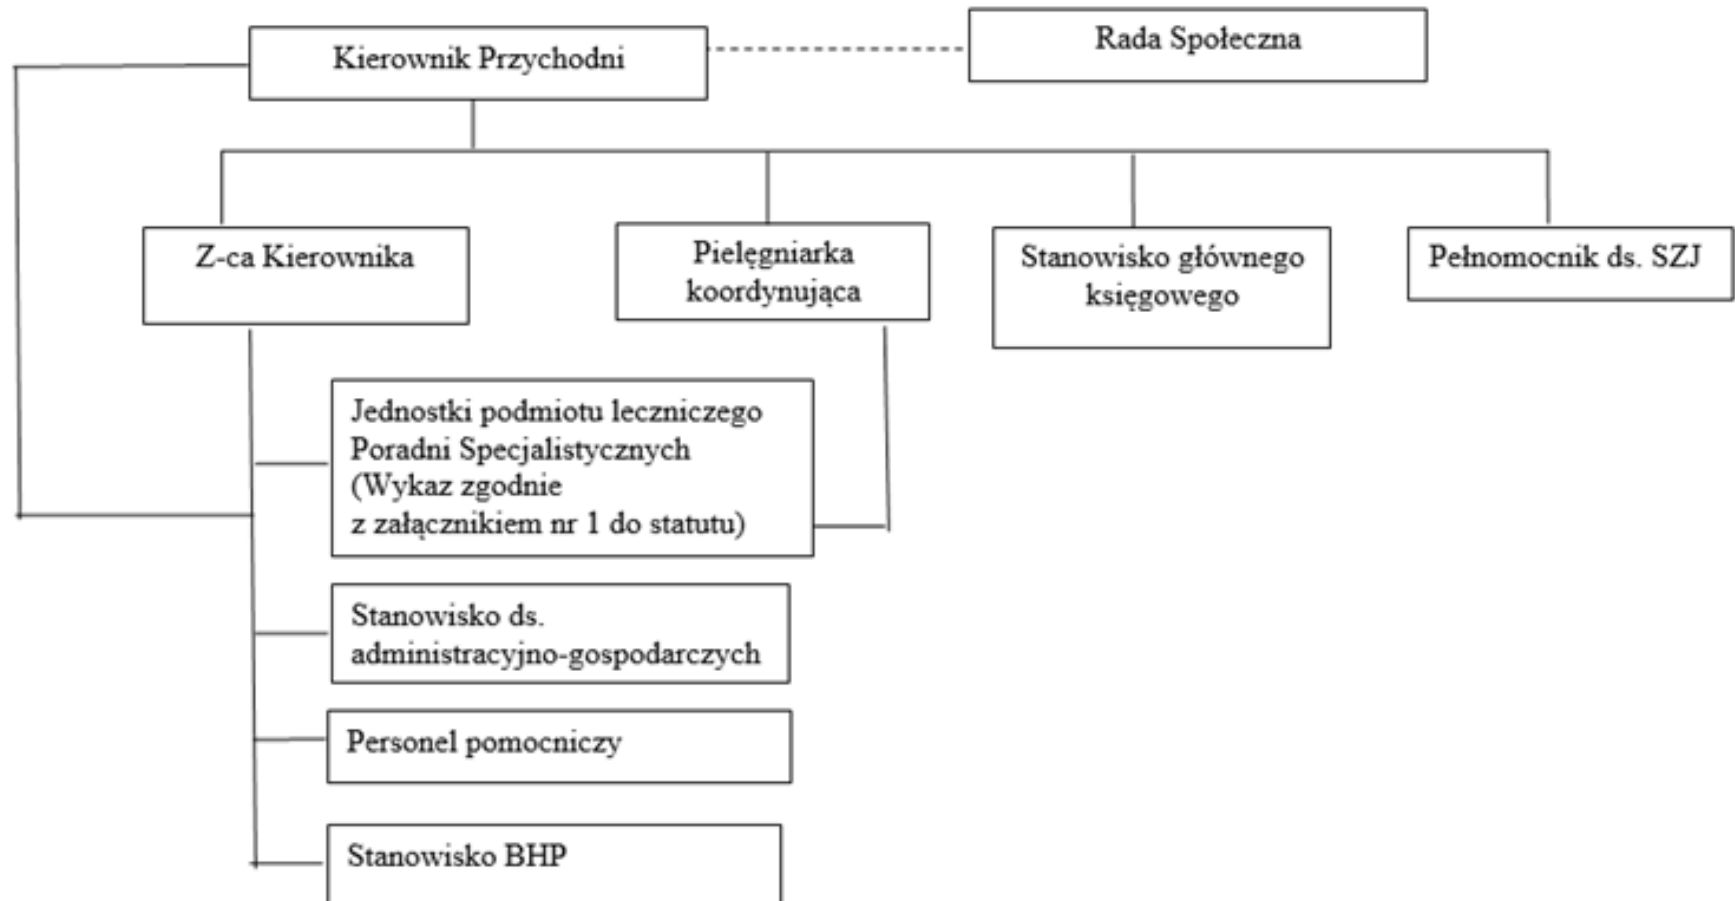 Kierownik Przychodni
Rada Społeczna
Z-ca Kierownika
Pielęgniarka
koordynująca
Stanowisko głównego
księgowego
Pełnomocnik ds. SZJ
Jednostki podmiotu leczniczego
Poradni Specjalistycznych
(Wykaz zgodnie
z załącznikiem nr 1 do statutu)
Stanowisko ds.
administracyjno-gospodarczych
Personel pomocniczy
Stanowisko BHP